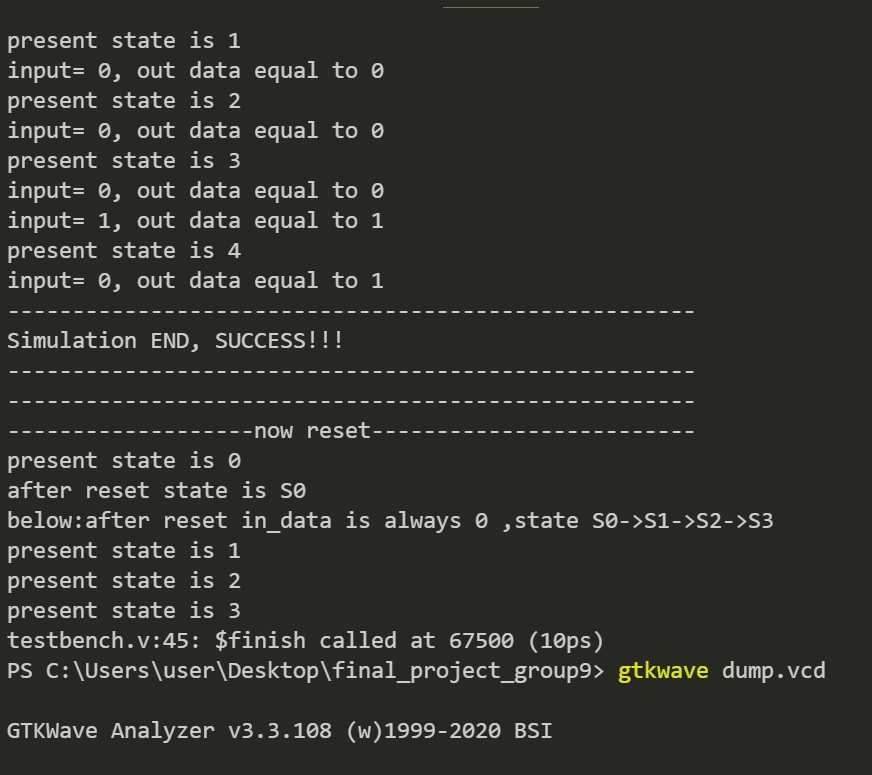 present state is 1
input= 0, out data equal to 0
present state is 2
input= 0, out data equal to 0
present state is 3
input= 0, out data equal to 0
input= 1, out data equal to 1
present state is 4
input= 0, out data equal to 1
-----------------------------------------------------
Simulation END, SUCCESS!!!
-----------------------------------------------------
-----------------------------------------------------
-------------------now reset-------------------------
present state is 0
after reset state is S0
below:after reset in_data is always 0 ,state S0->S1->S2->S3
present state is 1
present state is 2
present state is 3
testbench.v:45: $finish called at 67500 (10ps)
PS C:\Users\user\Desktop\final_project_group9> gtkwave dump.vcd
GTKWave Analyzer v3.3.108 (w)1999-2020 BSI